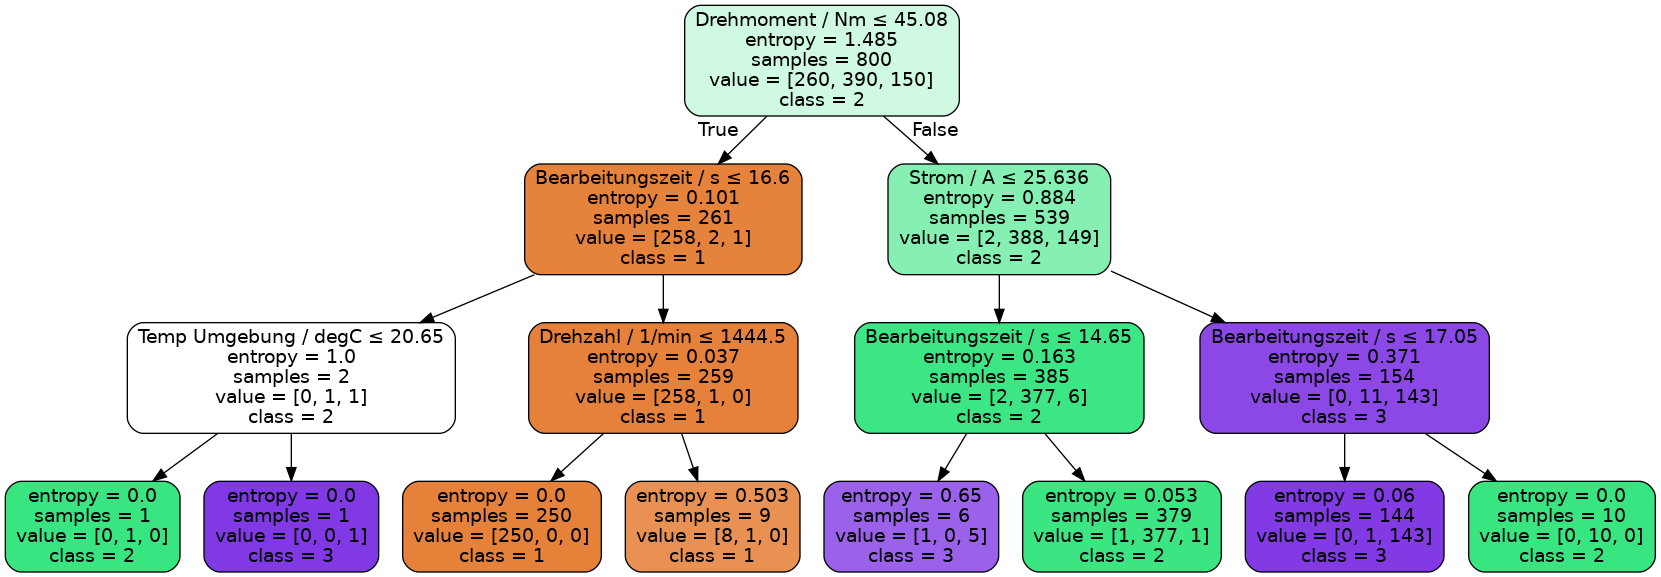 Drehmoment / Nm ≤ 45.08
entropy = 1.485
samples = 800
value = [260, 390, 150]
class = 2
True
False
Bearbeitungszeit / s ≤ 16.6
entropy = 0.101
samples = 261
value = [258, 2, 1]
class = 1
Strom / A ≤ 25.636
entropy = 0.884
samples = 539
value = [2, 388, 149]
class = 2
Temp Umgebung / degC ≤ 20.65
entropy = 1.0
samples = 2
value = [0, 1, 1]
class = 2
Drehzahl / 1/min ≤ 1444.5
entropy = 0.037
samples = 259
value = [258, 1, 0]
class = 1
Bearbeitungszeit / s ≤ 14.65
entropy = 0.163
samples = 385
value = [2, 377, 6]
class = 2
Bearbeitungszeit / s ≤ 17.05
entropy = 0.371
samples = 154
value = [0, 11, 143]
class = 3
entropy = 0.0
samples = 1
value = [0, 1, 0]
class = 2
entropy = 0.0
samples = 1
value = [0, 0, 1]
class = 3
entropy = 0.0
samples = 250
value = [250, 0, 0]
class = 1
entropy = 0.503
samples = 9
value = [8, 1, 0]
class = 1
entropy = 0.65
samples = 6
value = [1, 0, 5]
class = 3
entropy = 0.053
samples = 379
value = [1, 377, 1]
class = 2
entropy = 0.06
samples = 144
value = [0, 1, 143]
class = 3
entropy = 0.0
samples = 10
value = [0, 10, 0]
class = 2